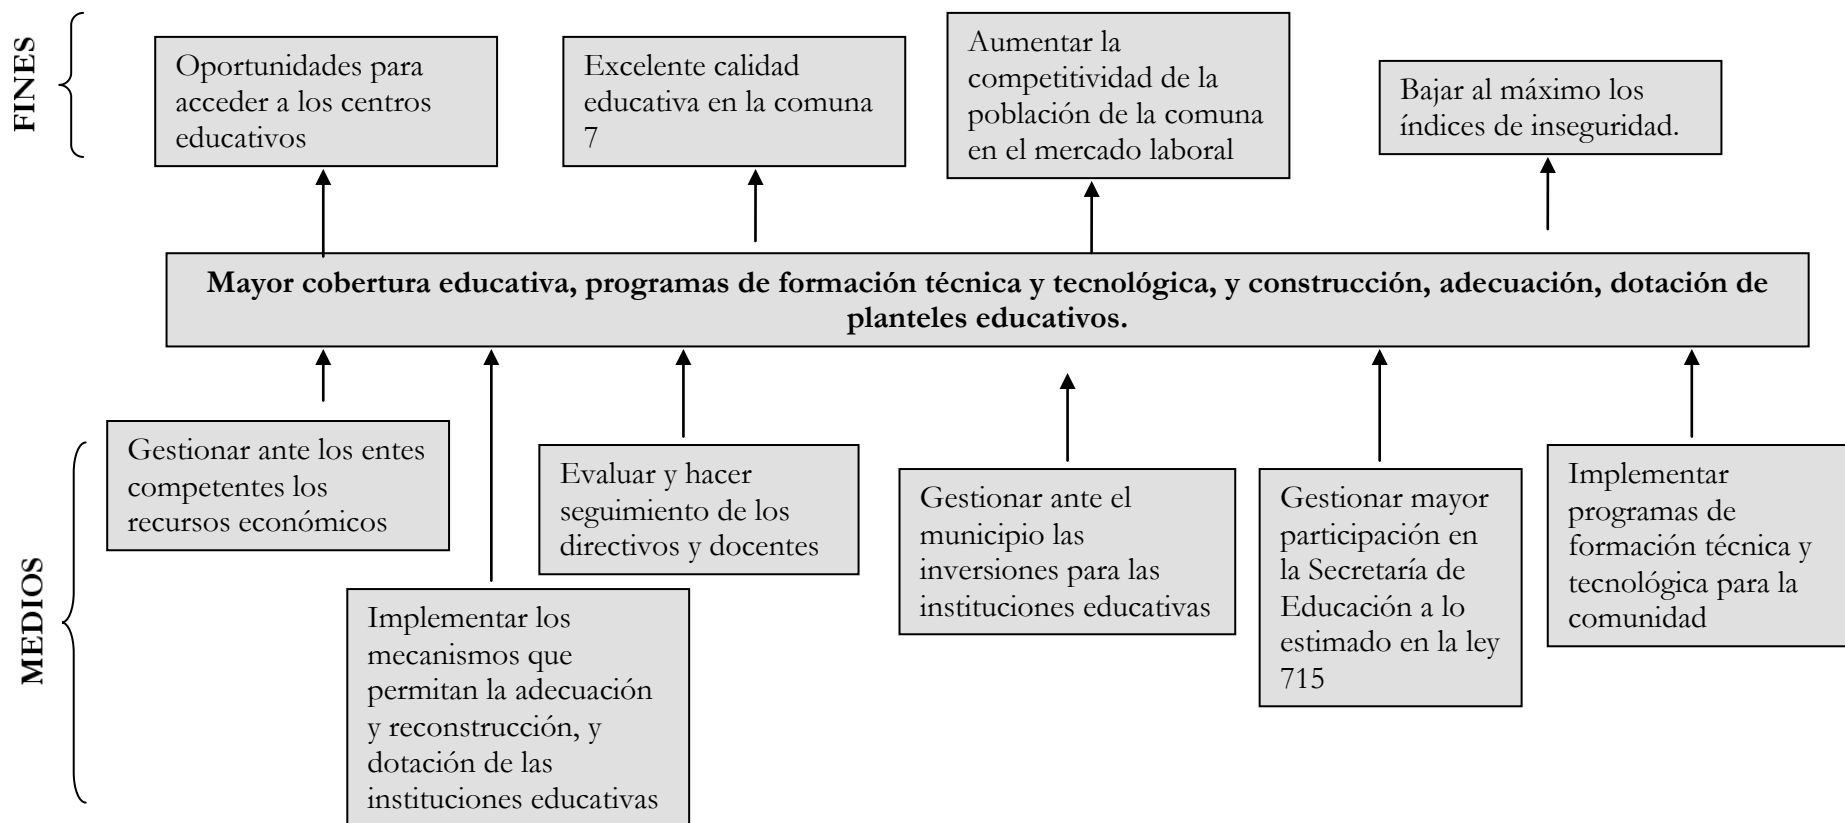 FINES
Oportunidades para
acceder a los centros
educativos
Excelente calidad
educativa en la comuna
7
Aumentar la
competitividad de la
población de la comuna
en el mercado laboral
Bajar al máximo los
índices de inseguridad.
Mayor cobertura educativa, programas de formación técnica y tecnológica, y construcción, adecuación, dotación de
planteles educativos.
MEDIOS
Gestionar ante los entes
competentes los
recursos económicos
Implementar los
mecanismos que
permitan la adecuación
y reconstrucción, y
dotación de las
instituciones educativas
Evaluar y hacer
seguimiento de los
directivos y docentes
Gestionar ante el
municipio las
inversiones para las
instituciones educativas
Gestionar mayor
participación en
la Secretaría de
Educación a lo
estimado en la ley
715
Implementar
programas de
formación técnica y
tecnológica para la
comunidad